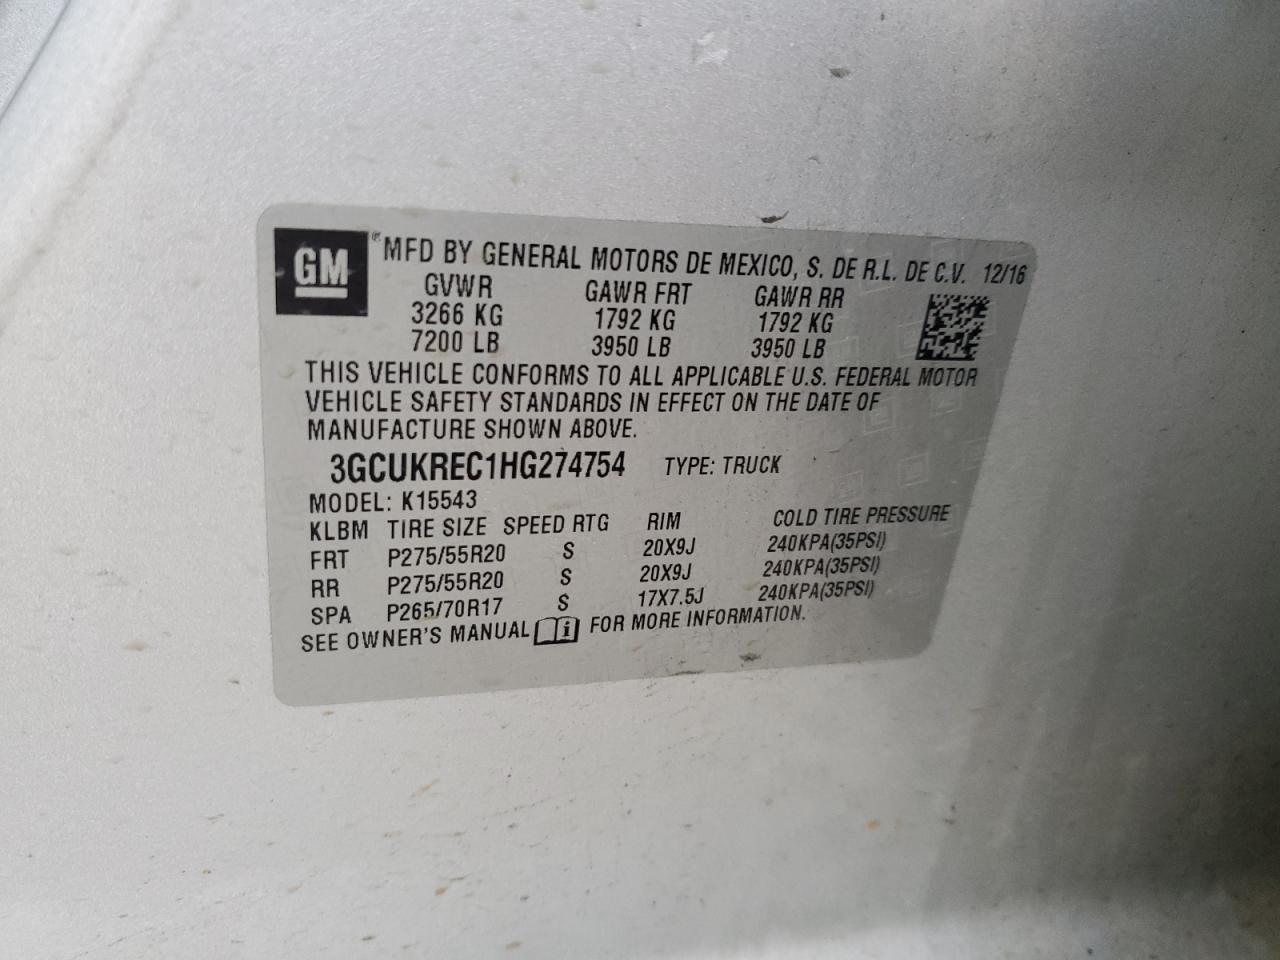 GM ® MFD BY GENERAL MOTORS DE MEXICO, S. DE R.L. DE C.V. 12/16
GVWR GAWR FRT GAWR RR
3266 KG 1792 KG 1792 KG
7200 LB 3950 LB 3950 LB
THIS VEHICLE CONFORMS TO ALL APPLICABLE U.S. FEDERAL MOTOR
VEHICLE SAFETY STANDARDS IN EFFECT ON THE DATE OF
MANUFACTURE SHOWN ABOVE.
3GCUKREC1HG274754 TYPE: TRUCK
MODEL: K15543
KLBM TIRE SIZE SPEED RTG RIM COLD TIRE PRESSURE
FRT P275/55R20 S 20X9J 240KPA(35PSI)
RR P275/55R20 S 20X9J 240KPA(35PSI)
SPA P265/70R17 S 17X7.5J 240KPA(35PSI)
SEE OWNER'S MANUAL i FOR MORE INFORMATION.